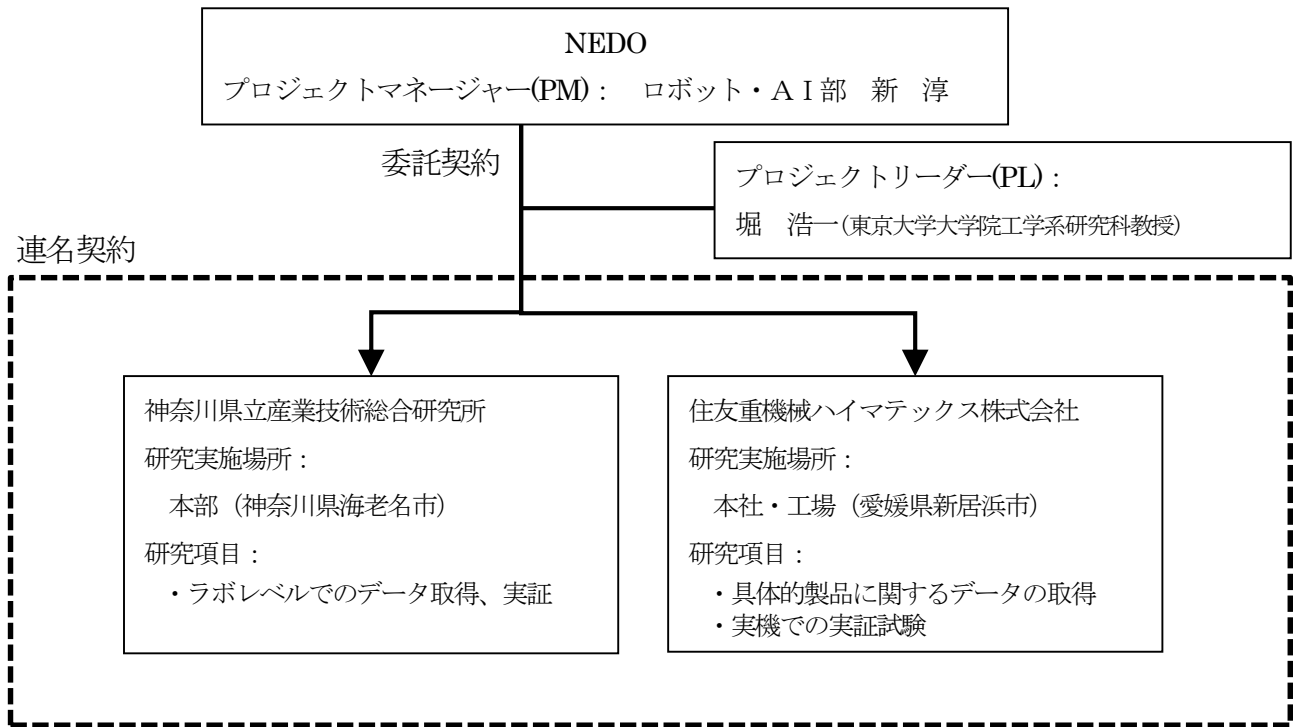 NEDO
プロジェクトマネージャー(PM)： ロボット・ＡＩ部 新 淳
委託契約
プロジェクトリーダー(PL)：
堀 浩一(東京大学大学院工学系研究科教授)
連名契約
神奈川県立産業技術総合研究所
研究実施場所：
本部（神奈川県海老名市）
研究項目：
・ラボレベルでのデータ取得、実証
住友重機械ハイマテックス株式会社
研究実施場所：
本社・工場（愛媛県新居浜市）
研究項目：
・具体的製品に関するデータの取得
・実機での実証試験